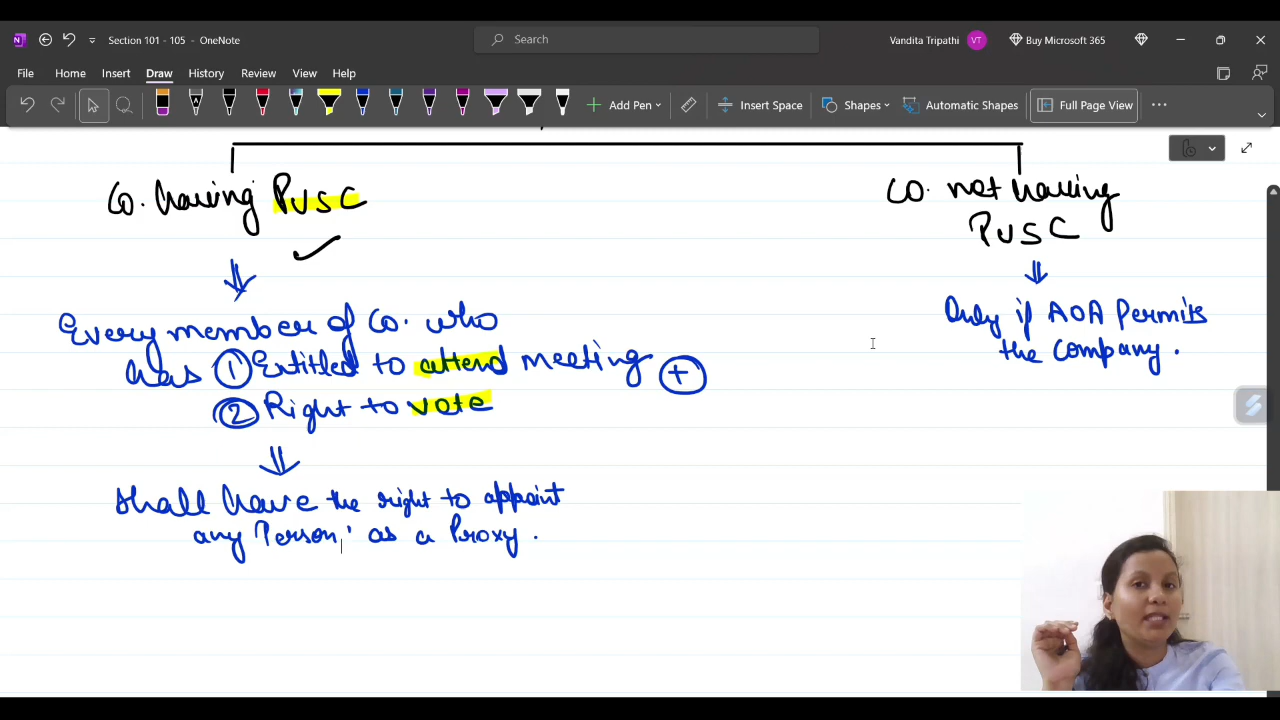 Section 101 - 105 - OneNote
Search
Vandita Tripathi
VT
Buy Microsoft 365
File Home Insert Draw History Review View Help
Add Pen
Insert Space
Shapes
Automatic Shapes
Full Page View
Co. having PUSC
Co. not having
PUSC
Every member of Co. who
has ① Entitled to attend meeting +
② Right to vote
Only if AOA Permits
the company.
shall have the right to appoint
any 'Person' as a Proxy.